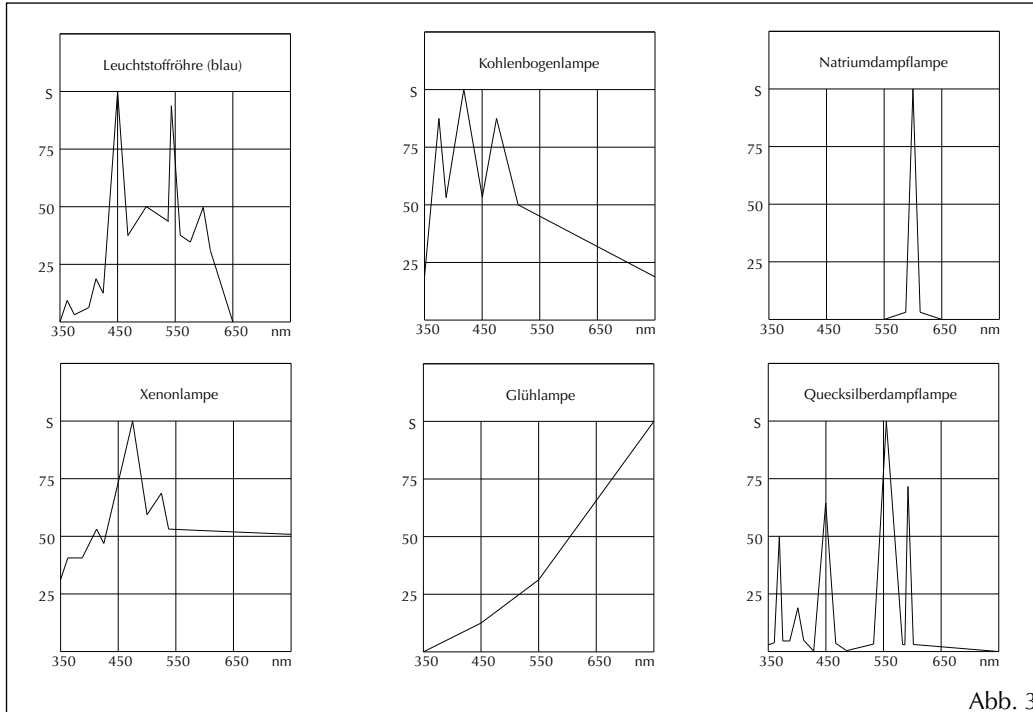 Leuchtstoffröhre (blau)
S
75
50
25
350 450 550 650 nm
Kohlenbogenlampe
S
75
50
25
350 450 550 650 nm
Natriumdampflampe
S
75
50
25
350 450 550 650 nm
Xenonlampe
S
75
50
25
350 450 550 650 nm
Glühlampe
S
75
50
25
350 450 550 650 nm
Quecksilberdampflampe
S
75
50
25
350 450 550 650 nm
Abb. 3